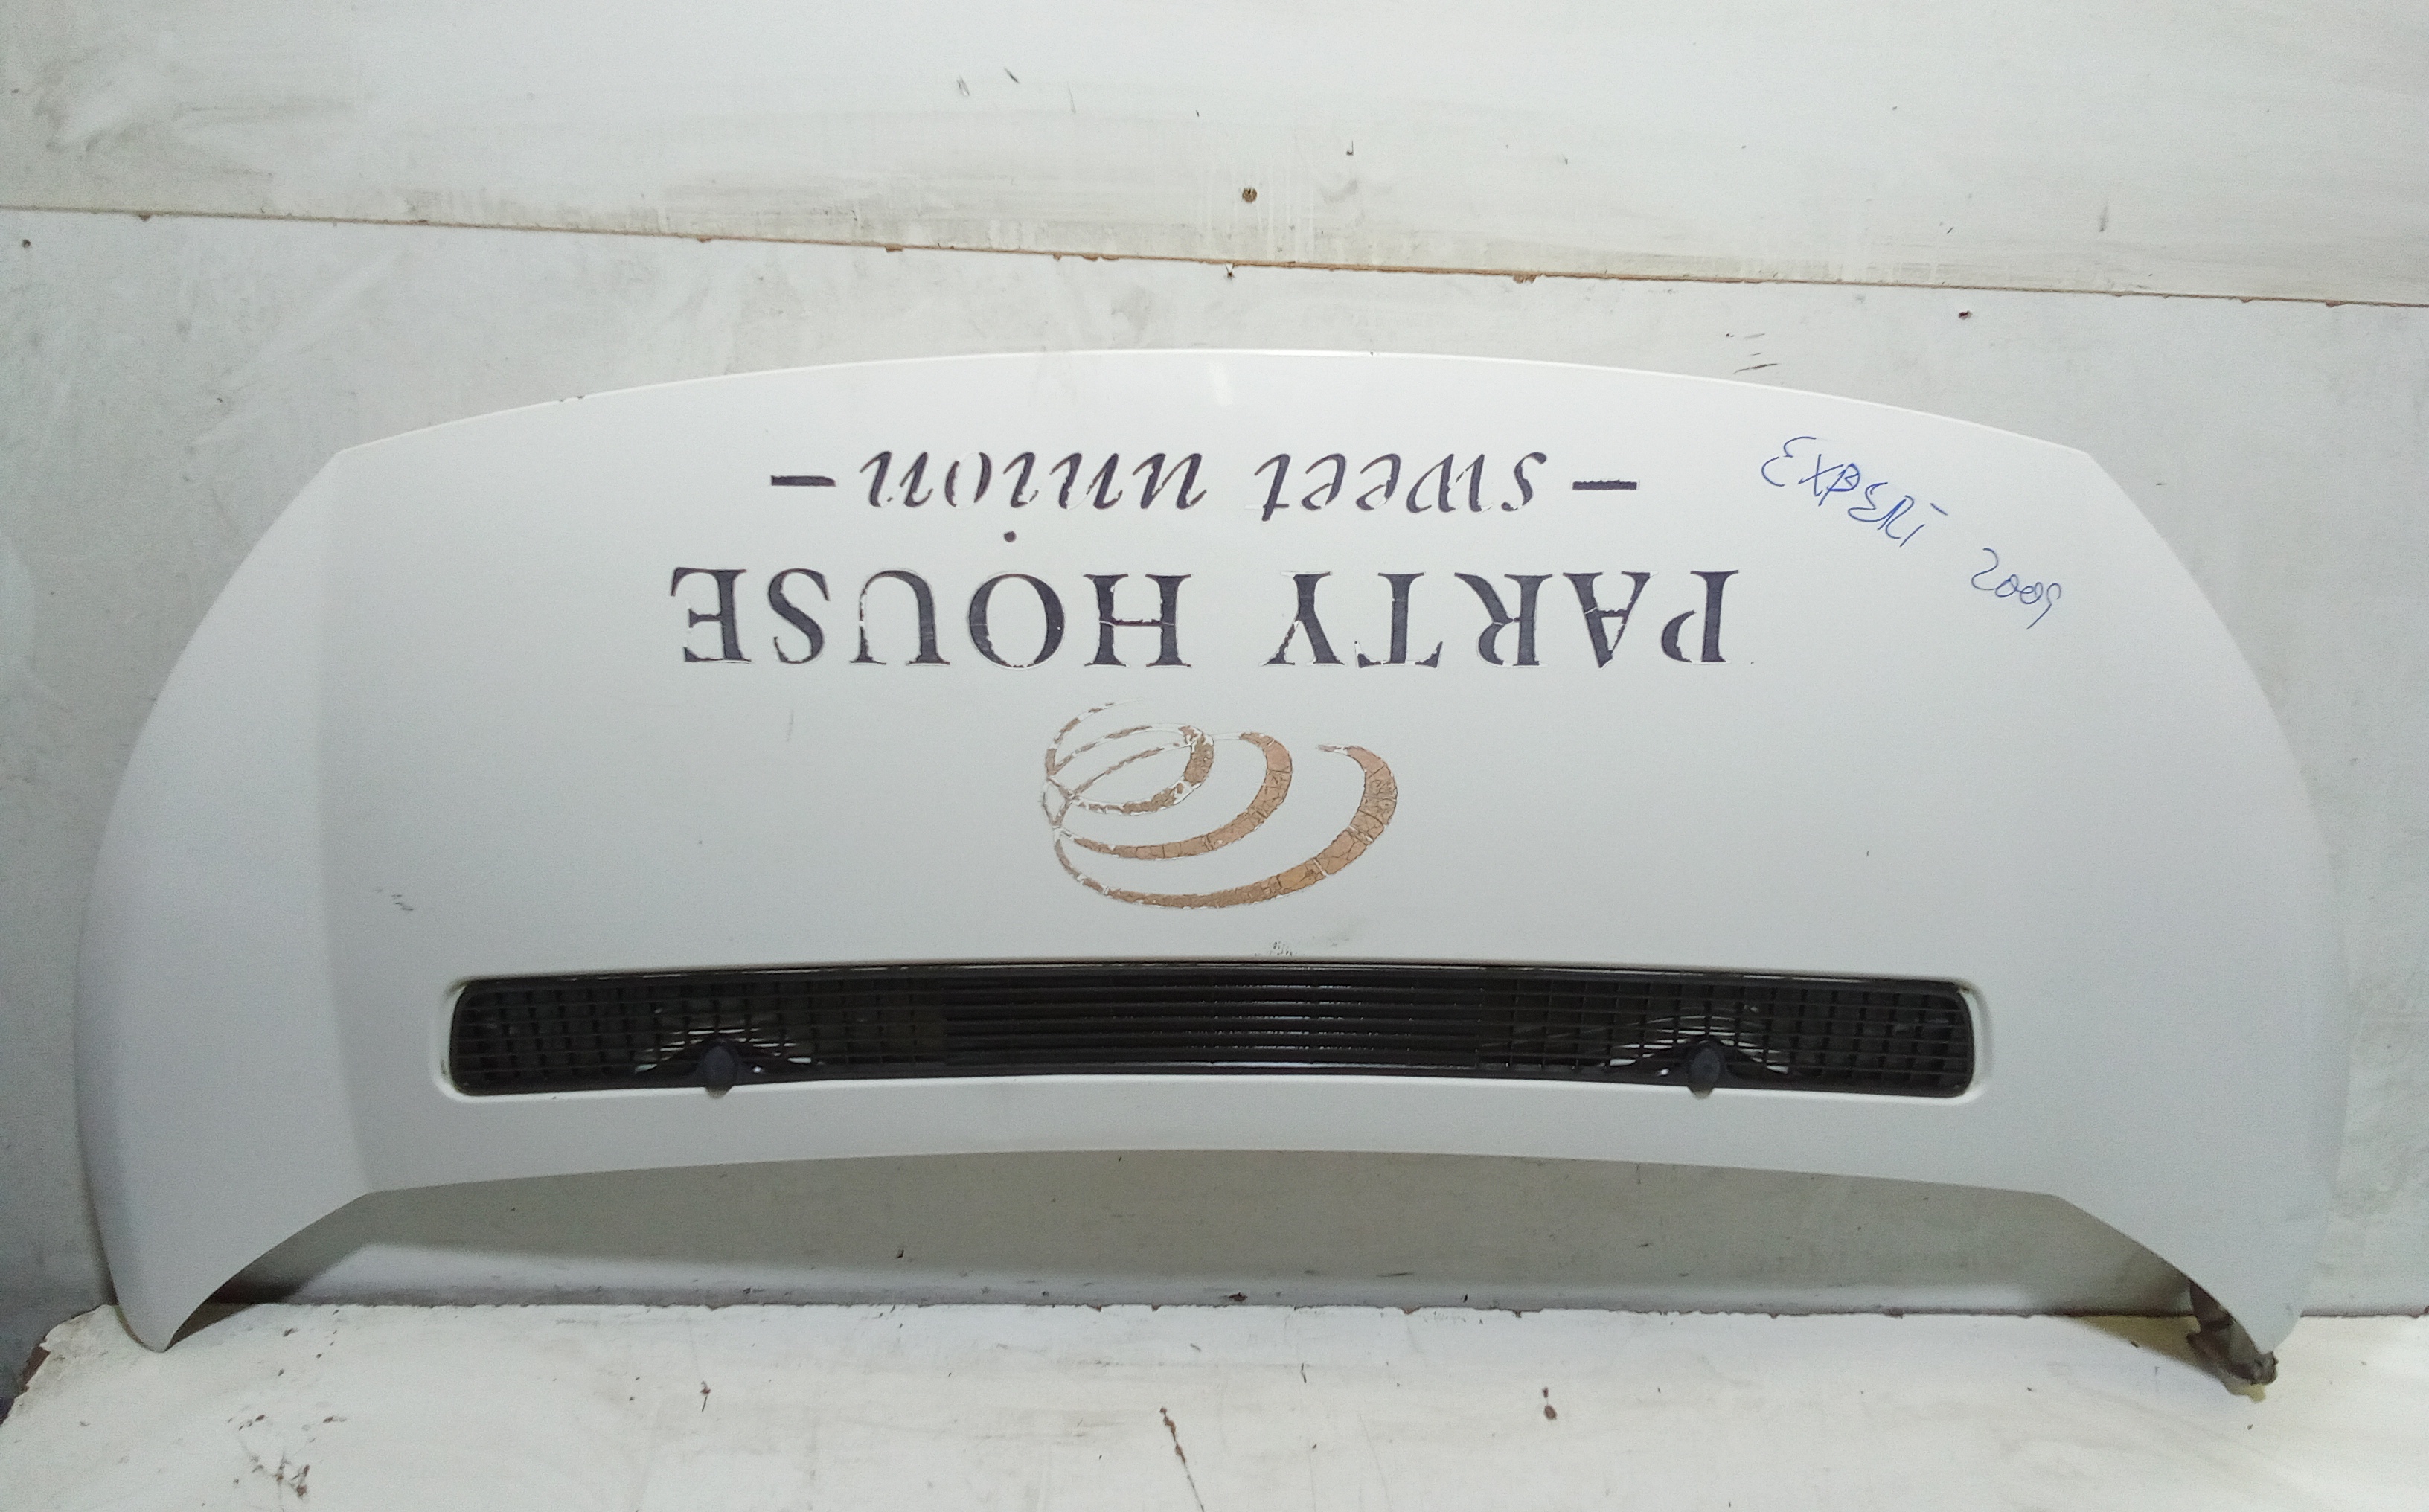 PARTY HOUSE
- sweet union -
EXPERT 2009